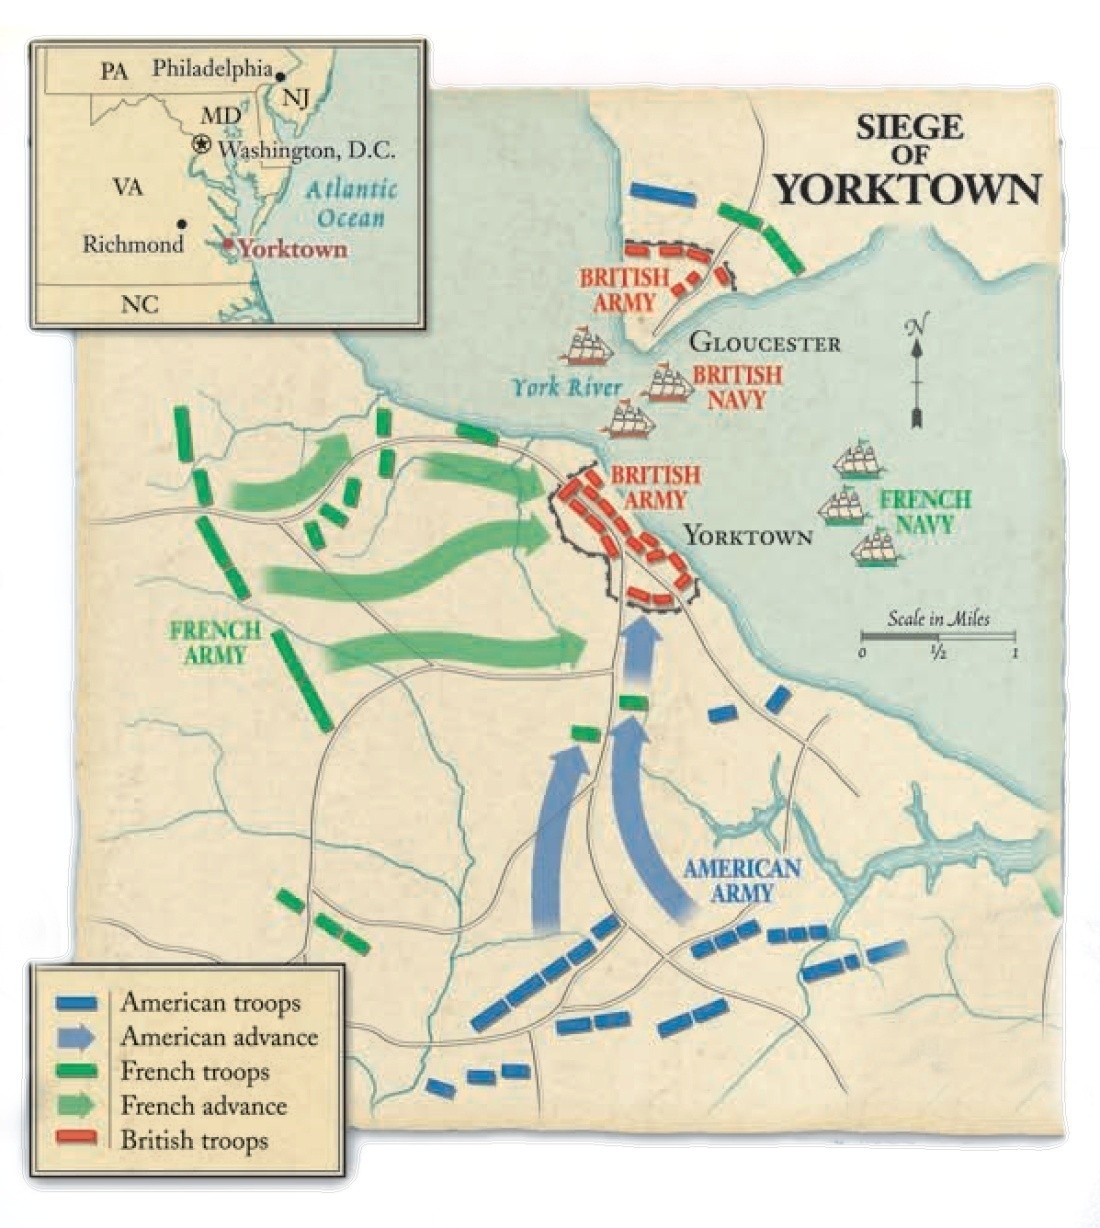 PA
Philadelphia
NJ
MD
Washington, D.C.
VA
Atlantic
Ocean
Richmond
Yorktown
NC
SIEGE
OF
YORKTOWN
BRITISH
ARMY
GLOUCESTER
York River
BRITISH
NAVY
N
BRITISH
ARMY
YORKTOWN
FRENCH
NAVY
Scale in Miles
0 1/2 1
FRENCH
ARMY
AMERICAN
ARMY
American troops
American advance
French troops
French advance
British troops